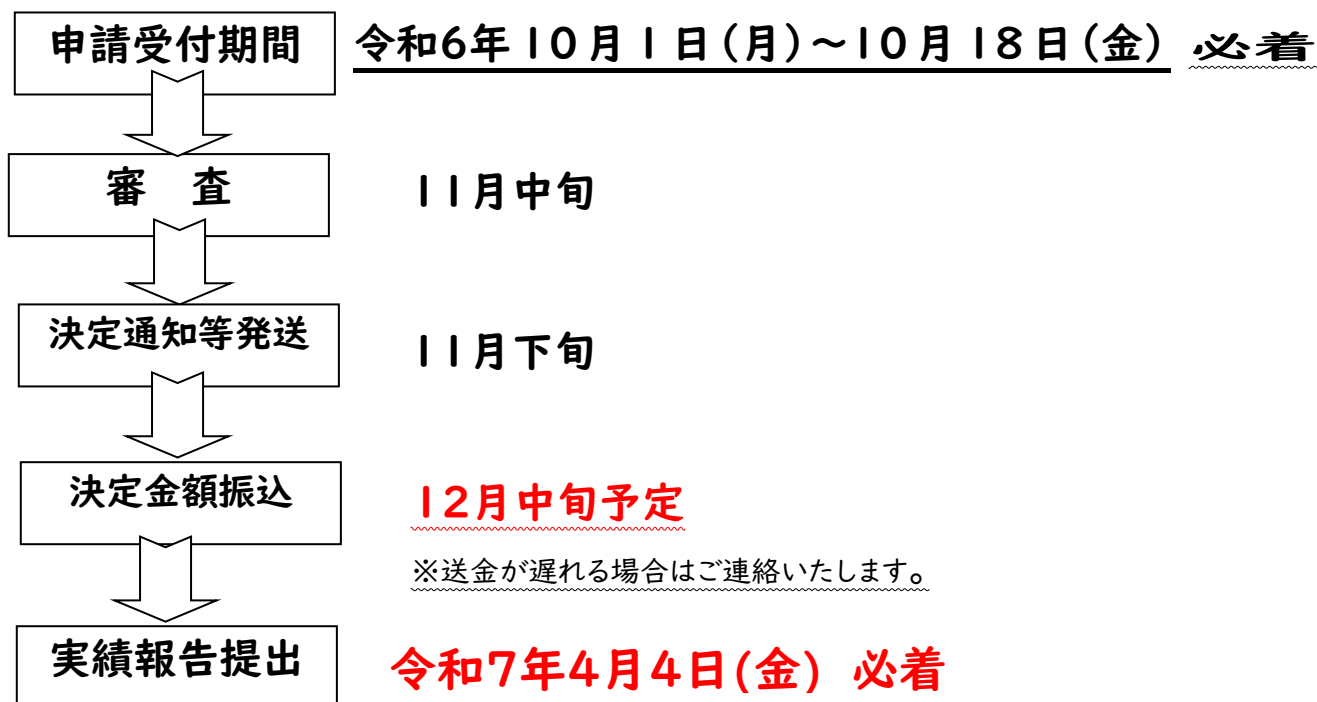 申請受付期間 令和6年10月1日(月)~10月18日(金) 必着
審 査 11月中旬
決定通知等発送 11月下旬
決定金額振込 12月中旬予定
※送金が遅れる場合はご連絡いたします。
実績報告提出 令和7年4月4日(金) 必着